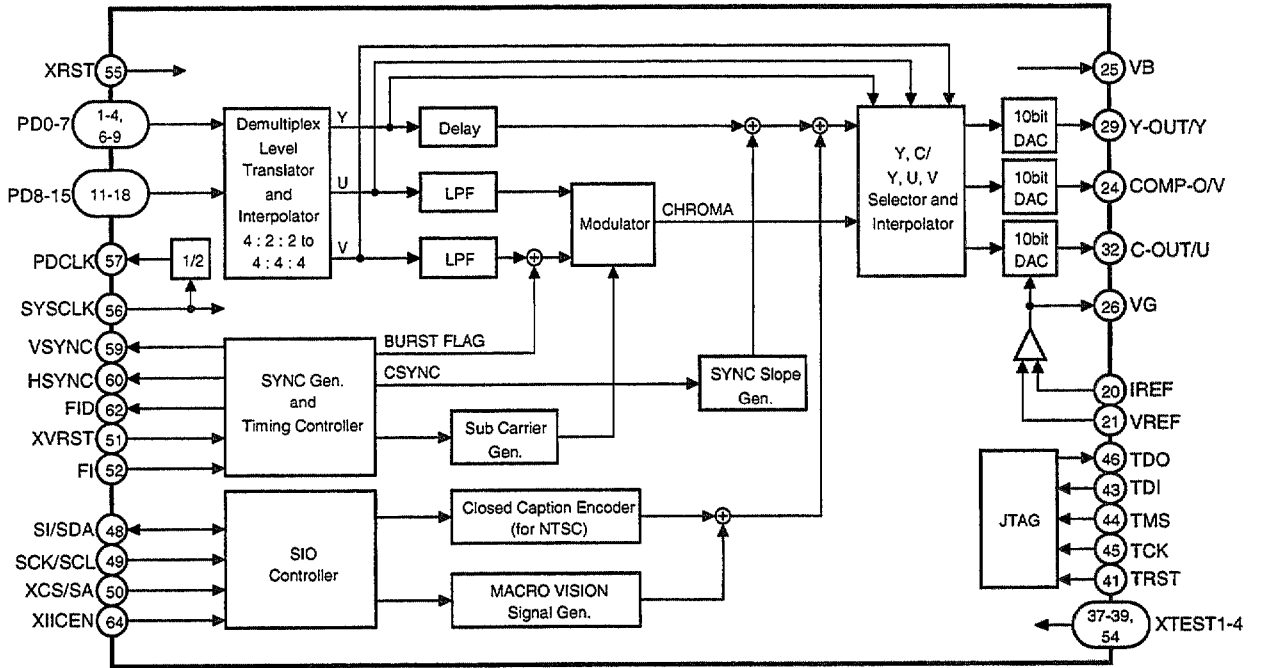 XRST
55
PD0-7
1-4,
6-9
PD8-15
11-18
PDCLK
57
1/2
SYSCLK
56
VSYNC
59
HSYNC
60
FID
62
XVRST
51
FI
52
SI/SDA
48
SCK/SCL
49
XCS/SA
50
XIICEN
64
Demultiplex
Level
Translator
and
Interpolator
4 : 2 : 2 to
4 : 4 : 4
Y
U
V
Delay
LPF
LPF
Modulator
CHROMA
SYNC Gen.
and
Timing Controller
BURST FLAG
CSYNC
Sub Carrier
Gen.
SYNC Slope
Gen.
SIO
Controller
Closed Caption Encoder
(for NTSC)
MACRO VISION
Signal Gen.
Y, C/
Y, U, V
Selector and
Interpolator
10bit
DAC
10bit
DAC
10bit
DAC
25
VB
29
Y-OUT/Y
24
COMP-O/V
32
C-OUT/U
26
VG
20
IREF
21
VREF
JTAG
46
TDO
43
TDI
44
TMS
45
TCK
41
TRST
37-39,
54
XTEST1-4